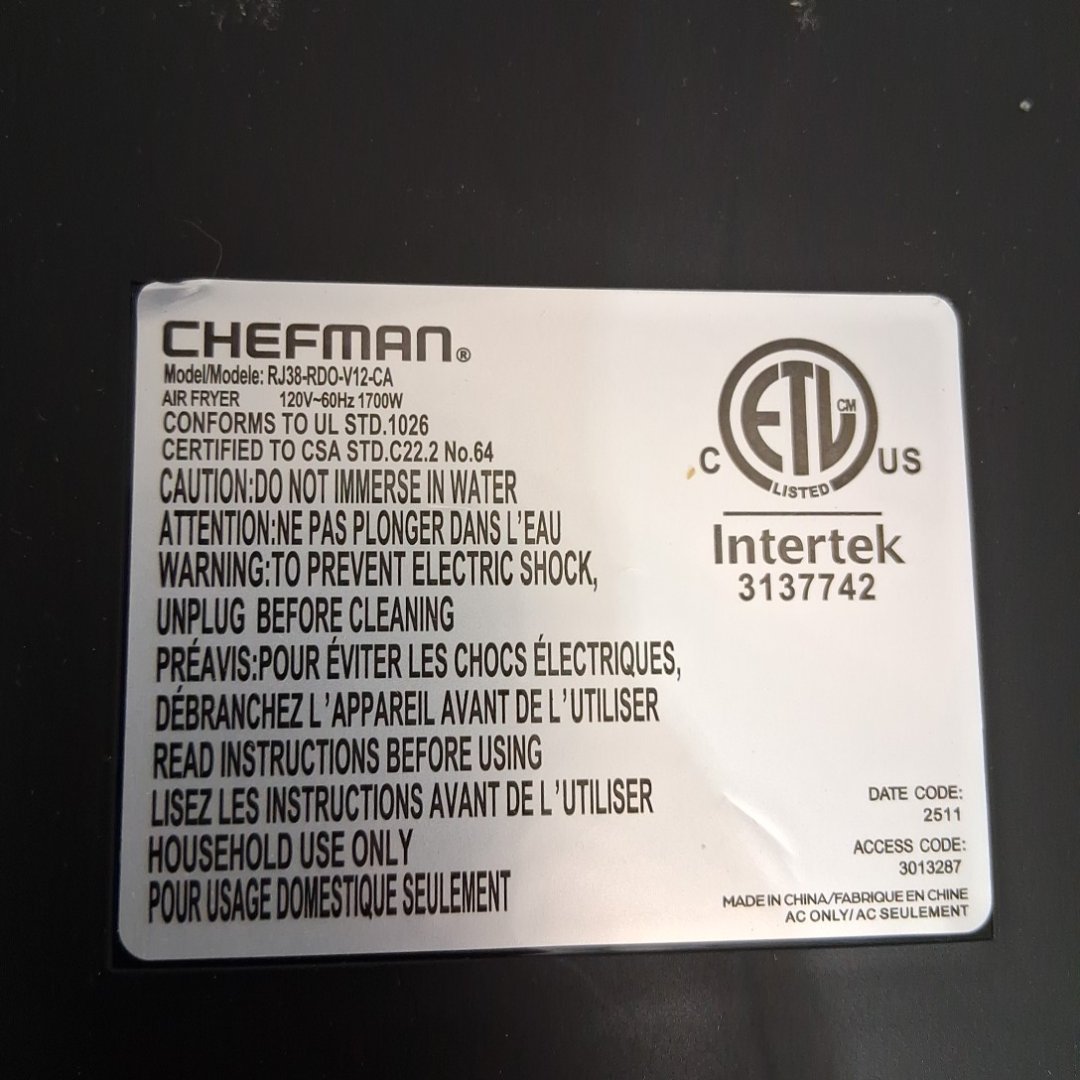 CHEFMAN®
Model/Modele: RJ38-RDO-V12-CA
AIR FRYER 120V~60Hz 1700W
CONFORMS TO UL STD.1026
CERTIFIED TO CSA STD.C22.2 No.64
CAUTION:DO NOT IMMERSE IN WATER
ATTENTION:NE PAS PLONGER DANS L'EAU
WARNING:TO PREVENT ELECTRIC SHOCK,
UNPLUG BEFORE CLEANING
PRÉAVIS:POUR ÉVITER LES CHOCS ÉLECTRIQUES,
DÉBRANCHEZ L'APPAREIL AVANT DE L'UTILISER
READ INSTRUCTIONS BEFORE USING
LISEZ LES INSTRUCTIONS AVANT DE L'UTILISER
HOUSEHOLD USE ONLY
POUR USAGE DOMESTIQUE SEULEMENT
ETL CM
C US
LISTED
Intertek
3137742
DATE CODE:
2511
ACCESS CODE:
3013287
MADE IN CHINA/FABRIQUE EN CHINE
AC ONLY/ AC SEULEMENT